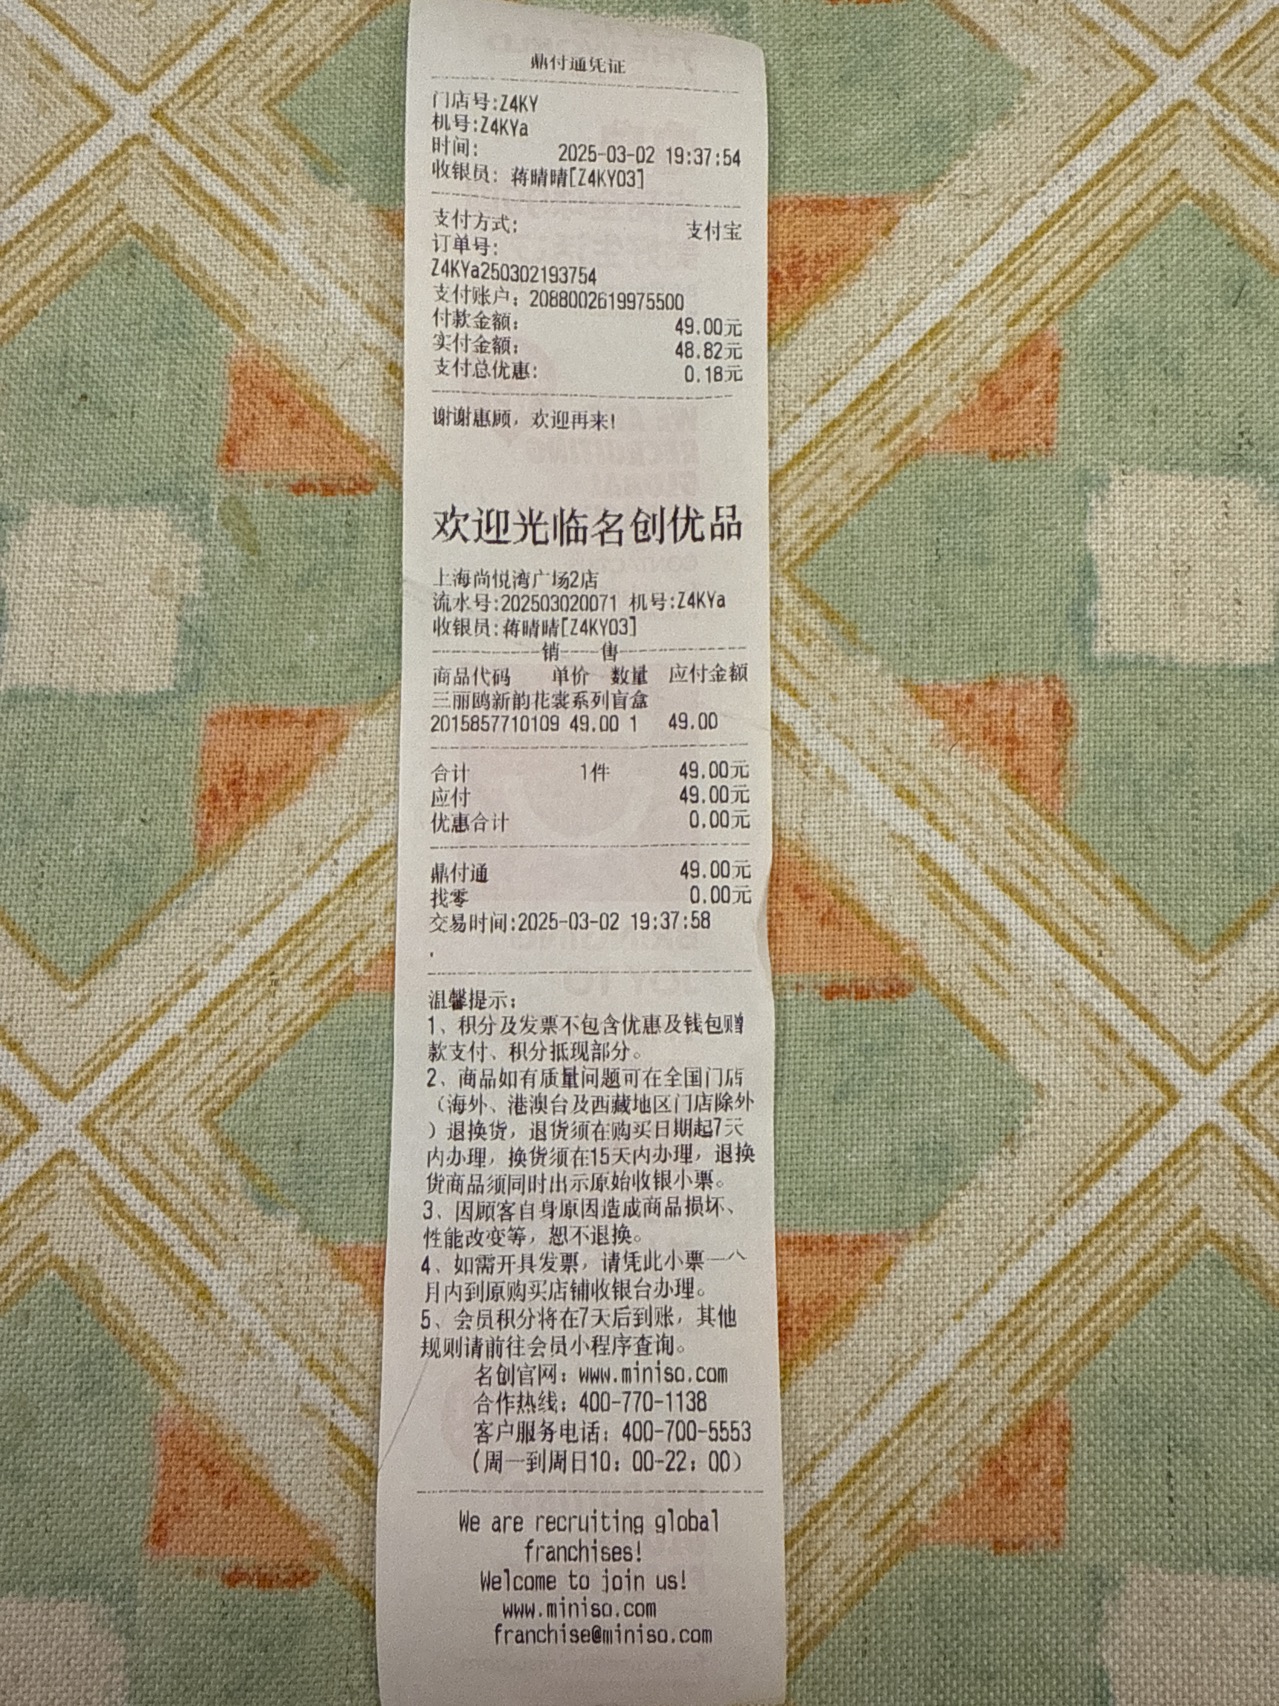 鼎付通凭证
门店号:Z4KY
机号:Z4KYa
时间: 2025-03-02 19:37:54
收银员: 蒋晴晴[Z4KY03]
支付方式: 支付宝
订单号:
Z4KYa250302193754
支付账户: 2088002619975500
付款金额: 49.00元
实付金额: 48.82元
支付总优惠: 0.18元
谢谢惠顾，欢迎再来!
欢迎光临名创优品
上海尚悦湾广场2店
流水号:202503020071 机号:Z4KYa
收银员:蒋晴晴[Z4KY03]
销----售
商品代码 单价 数量 应付金额
三丽鸥新韵花裳系列盲盒
2015857710109 49.00 1 49.00
合计 1件 49.00元
应付 49.00元
优惠合计 0.00元
鼎付通 49.00元
找零 0.00元
交易时间:2025-03-02 19:37:58
温馨提示:
1、积分及发票不包含优惠及钱包赠
款支付、积分抵现部分。
2、商品如有质量问题可在全国门店
（海外、港澳台及西藏地区门店除外
）退换货，退货须在购买日期起7天
内办理，换货须在15天内办理，退换
货商品须同时出示原始收银小票。
3、因顾客自身原因造成商品损坏、
性能改变等，恕不退换。
4、如需开具发票，请凭此小票一个
月内到原购买店铺收银台办理。
5、会员积分将在7天后到账，其他
规则请前往会员小程序查询。
名创官网: www.miniso.com
合作热线: 400-770-1138
客户服务电话: 400-700-5553
(周一到周日10: 00-22: 00)
We are recruiting global
franchises!
Welcome to join us!
www.miniso.com
franchise@miniso.com